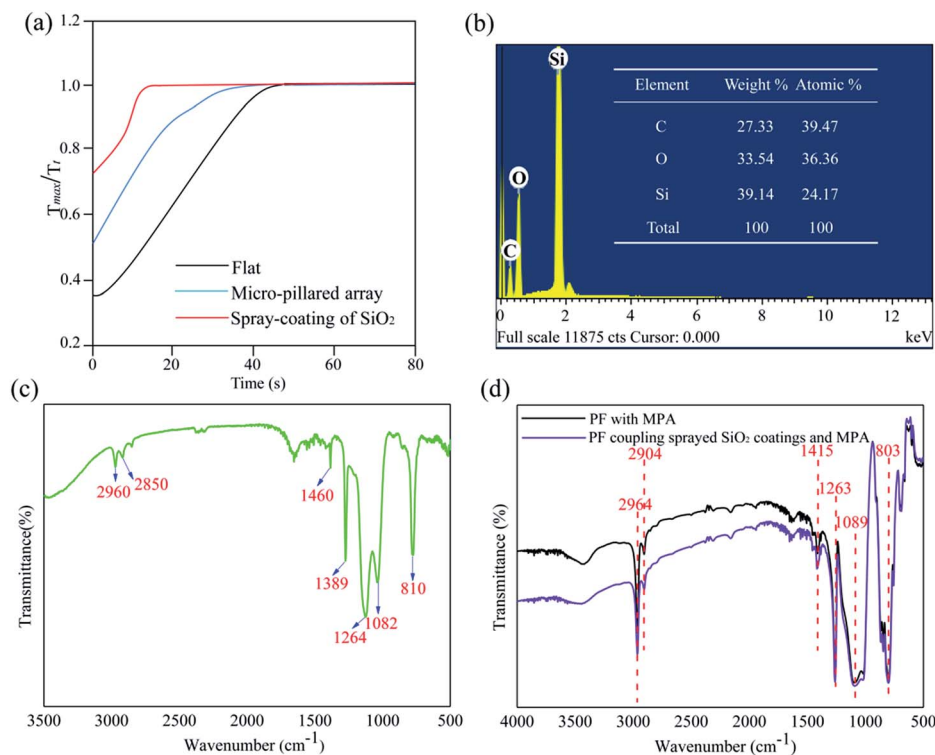 (a)
1.2
1.0
0.8
0.6
0.4
0.2
Tmax/Tt
0 20 40 60 80
Time (s)
Flat
Micro-pillared array
Spray-coating of SiO₂
(b)
Si
O
C
Element Weight % Atomic %
C 27.33 39.47
O 33.54 36.36
Si 39.14 24.17
Total 100 100
0 2 4 6 8 10 12
Full scale 11875 cts Cursor: 0.000 keV
(c)
Transmittance(%)
2960 2850
1460
1389
1264
1082
810
3500 3000 2500 2000 1500 1000 500
Wavenumber (cm⁻¹)
(d)
PF with MPA
PF coupling sprayed SiO₂ coatings and MPA
2904 1415 803
2964 1263
1089
Transmittance (%)
4000 3500 3000 2500 2000 1500 1000 500
Wavenumber (cm⁻¹)